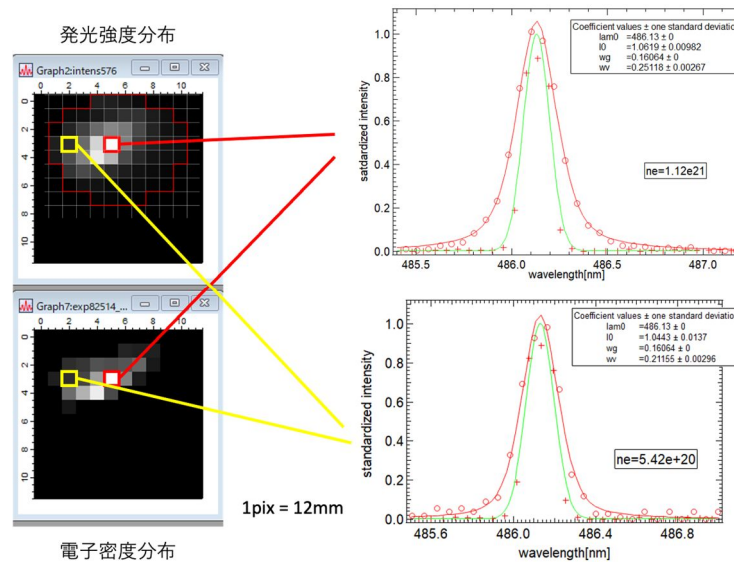 発光強度分布
Graph2:intens576
0 2 4 6 8 10
0
2
4
6
8
10
Graph7:exp82514_...
0 2 4 6 8 10
0
2
4
6
8
10
1pix = 12mm
電子密度分布
Coefficient values ± one standard deviatio
lam0 =486.13 ± 0
I0 =1.0619 ± 0.00982
wg =0.16064 ± 0
wv =0.25118 ± 0.00267
ne=1.12e21
satdardized intensity
1.0
0.8
0.6
0.4
0.2
0.0
485.5 486.0 486.5 487.0
wavelength[nm]
Coefficient values ± one standard deviation
lam0 =486.13 ± 0
I0 =1.0443 ± 0.0137
wg =0.16064 ± 0
wv =0.21155 ± 0.00296
ne=5.42e+20
standardized intensity
1.0
0.8
0.6
0.4
0.2
0.0
485.6 486.0 486.4 486.8
wavelength[nm]